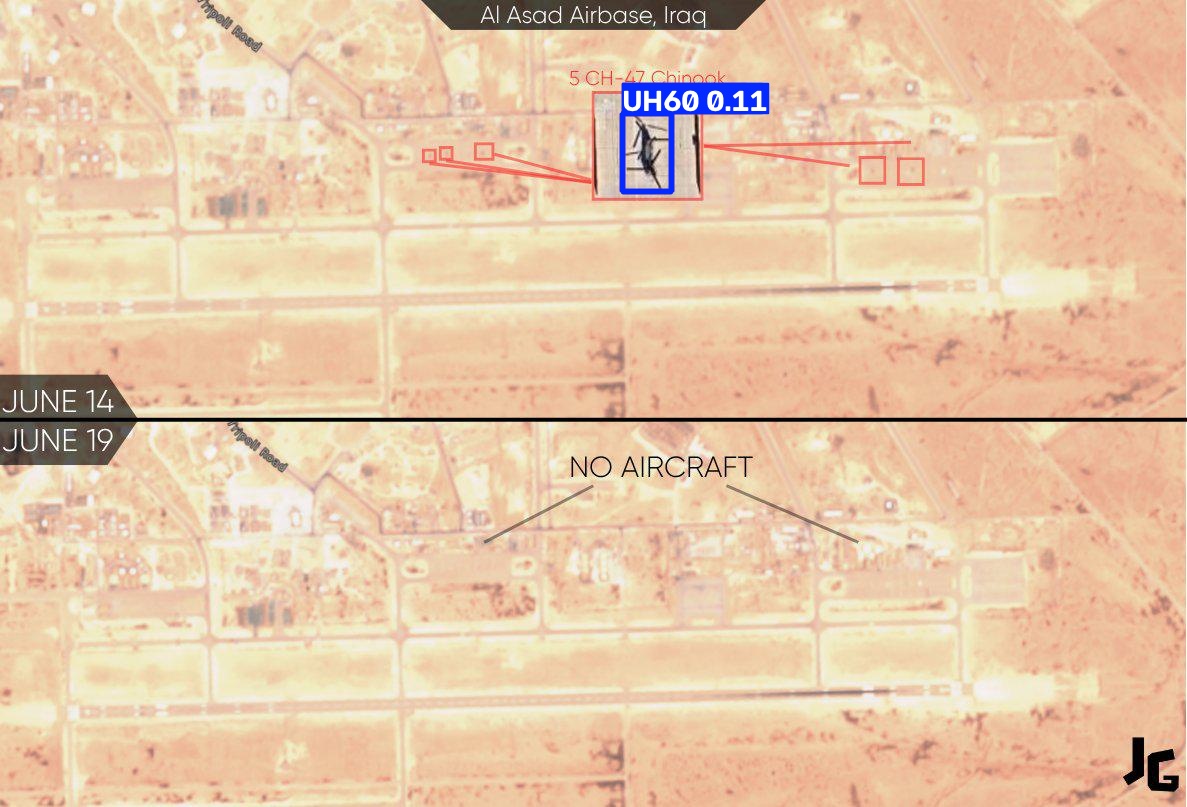 Al Asad Airbase, Iraq
Tripoli Road
5 CH-47 Chinook
UH60 0.11
JUNE 14
JUNE 19
Tripoli Road
NO AIRCRAFT
JG